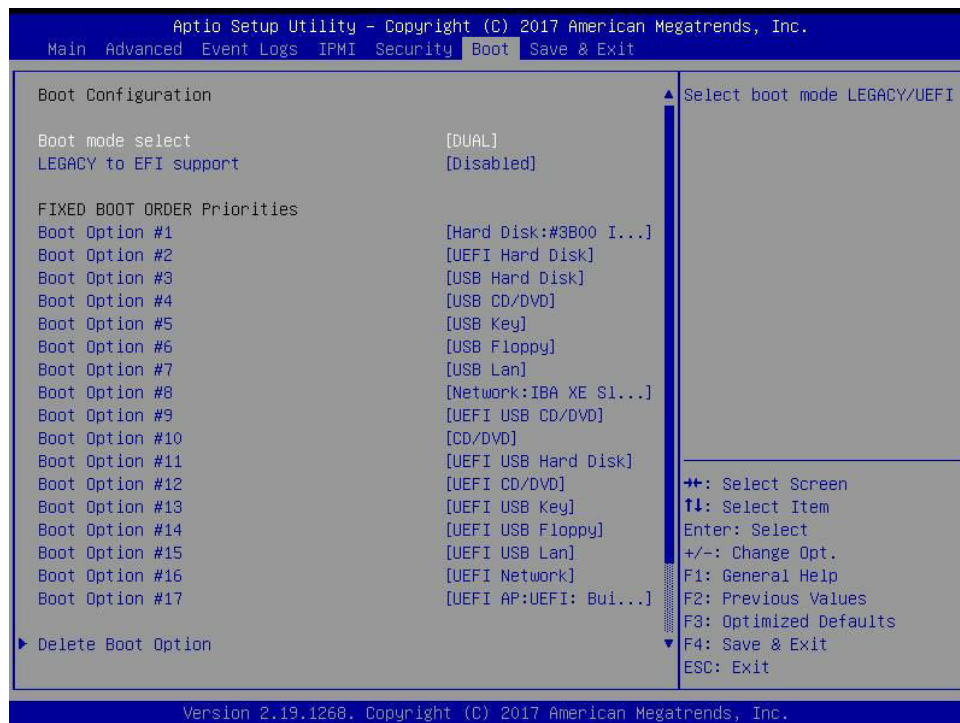 Aptio Setup Utility – Copyright (C) 2017 American Megatrends, Inc.
Main Advanced Event Logs IPMI Security Boot Save & Exit
Boot Configuration
Select boot mode LEGACY/UEFI
Boot mode select [DUAL]
LEGACY to EFI support [Disabled]
FIXED BOOT ORDER Priorities
Boot Option #1 [Hard Disk:#3B00 I...]
Boot Option #2 [UEFI Hard Disk]
Boot Option #3 [USB Hard Disk]
Boot Option #4 [USB CD/DVD]
Boot Option #5 [USB Key]
Boot Option #6 [USB Floppy]
Boot Option #7 [USB Lan]
Boot Option #8 [Network:IBA XE Sl...]
Boot Option #9 [UEFI USB CD/DVD]
Boot Option #10 [CD/DVD]
Boot Option #11 [UEFI USB Hard Disk]
Boot Option #12 [UEFI CD/DVD]
Boot Option #13 [UEFI USB Key]
Boot Option #14 [UEFI USB Floppy]
Boot Option #15 [UEFI USB Lan]
Boot Option #16 [UEFI Network]
Boot Option #17 [UEFI AP:UEFI: Bui...]
Delete Boot Option
→←: Select Screen
↑↓: Select Item
Enter: Select
+/-: Change Opt.
F1: General Help
F2: Previous Values
F3: Optimized Defaults
F4: Save & Exit
ESC: Exit
Version 2.19.1268. Copyright (C) 2017 American Megatrends, Inc.